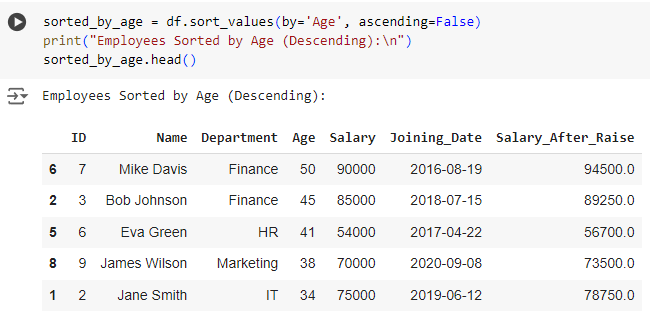 sorted_by_age = df.sort_values(by='Age', ascending=False)
print("Employees Sorted by Age (Descending):\n")
sorted_by_age.head()
Employees Sorted by Age (Descending):
ID Name Department Age Salary Joining_Date Salary_After_Raise
6 7 Mike Davis Finance 50 90000 2016-08-19 94500.0
2 3 Bob Johnson Finance 45 85000 2018-07-15 89250.0
5 6 Eva Green HR 41 54000 2017-04-22 56700.0
8 9 James Wilson Marketing 38 70000 2020-09-08 73500.0
1 2 Jane Smith IT 34 75000 2019-06-12 78750.0